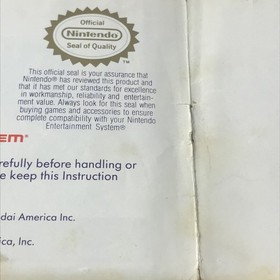 Official
Nintendo
Seal of Quality
TM
This official seal is your assurance that
Nintendo® has reviewed this product and
that it has met our standards for excellence
in workmanship, reliability and entertain-
ment value. Always look for this seal when
buying games and accessories to ensure
complete compatibility with your Nintendo
Entertainment System®
EM®
refully before handling or
e keep this Instruction
dai America Inc.
ica, Inc.